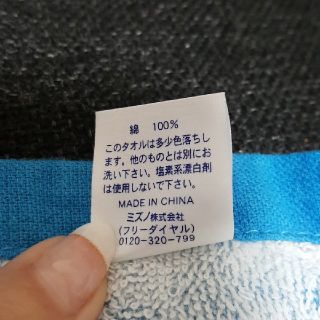 綿 100%
このタオルは多少色落ちし
ます。他のものとは別にお
洗い下さい。塩素系漂白剤
は使用しないで下さい。
MADE IN CHINA
ミズノ株式会社
(フリーダイヤル)
0120-320-799